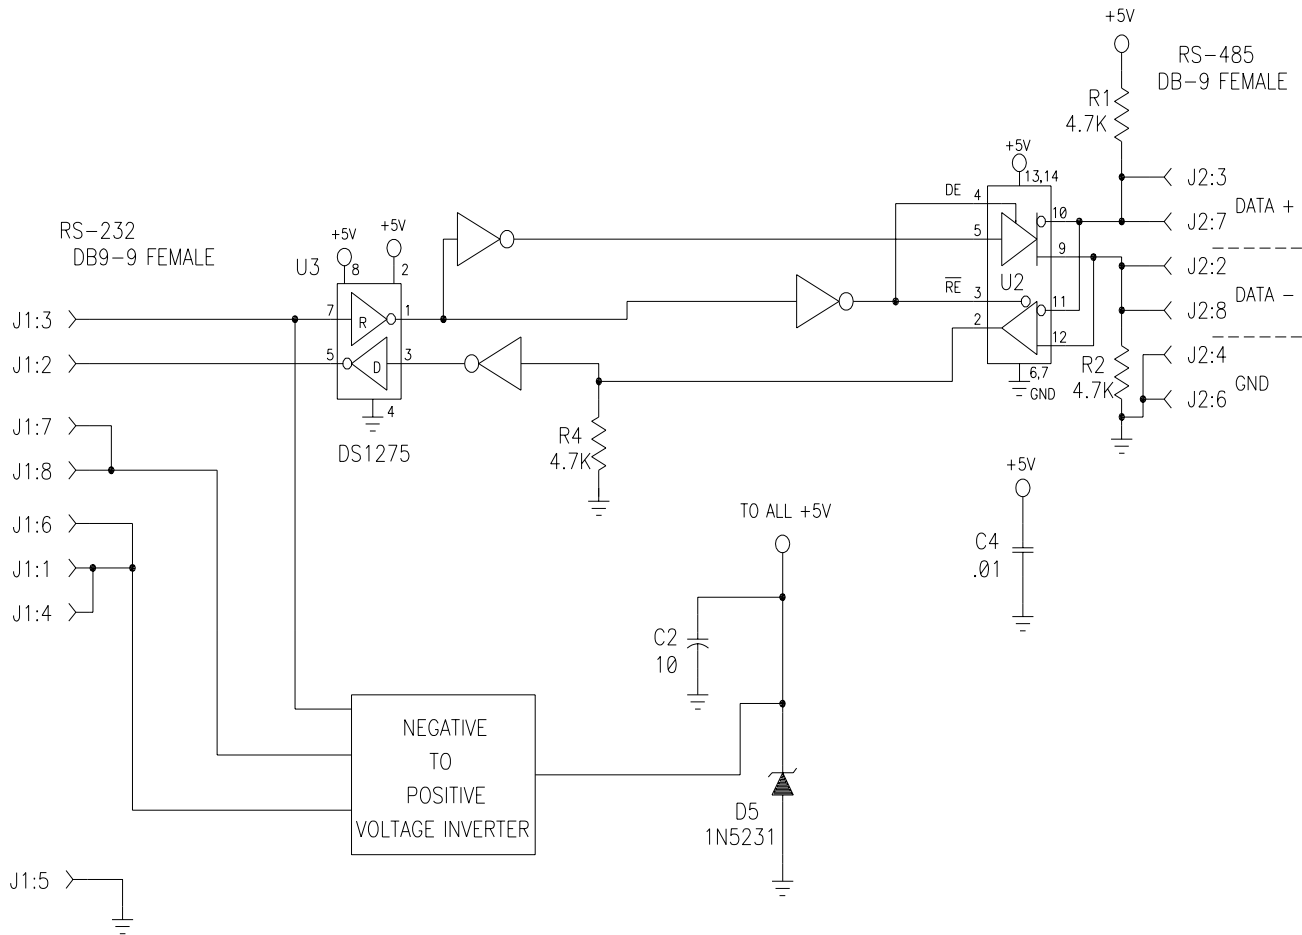 +5V
RS-485
DB-9 FEMALE
R1
4.7K
+5V
13,14
DE
4
10
5
9
J2:3
J2:7
DATA +
J2:2
J2:8
DATA -
J2:4
J2:6
GND
U2
RE
3
11
2
12
6,7
GND
R2
4.7K
RS-232
DB9-9 FEMALE
+5V
+5V
U3
8
2
J1:3
7
R
1
J1:2
5
D
3
4
DS1275
J1:7
J1:8
R4
4.7K
J1:6
J1:1
J1:4
TO ALL +5V
+5V
C4
.01
C2
10
NEGATIVE
TO
POSITIVE
VOLTAGE INVERTER
D5
1N5231
J1:5